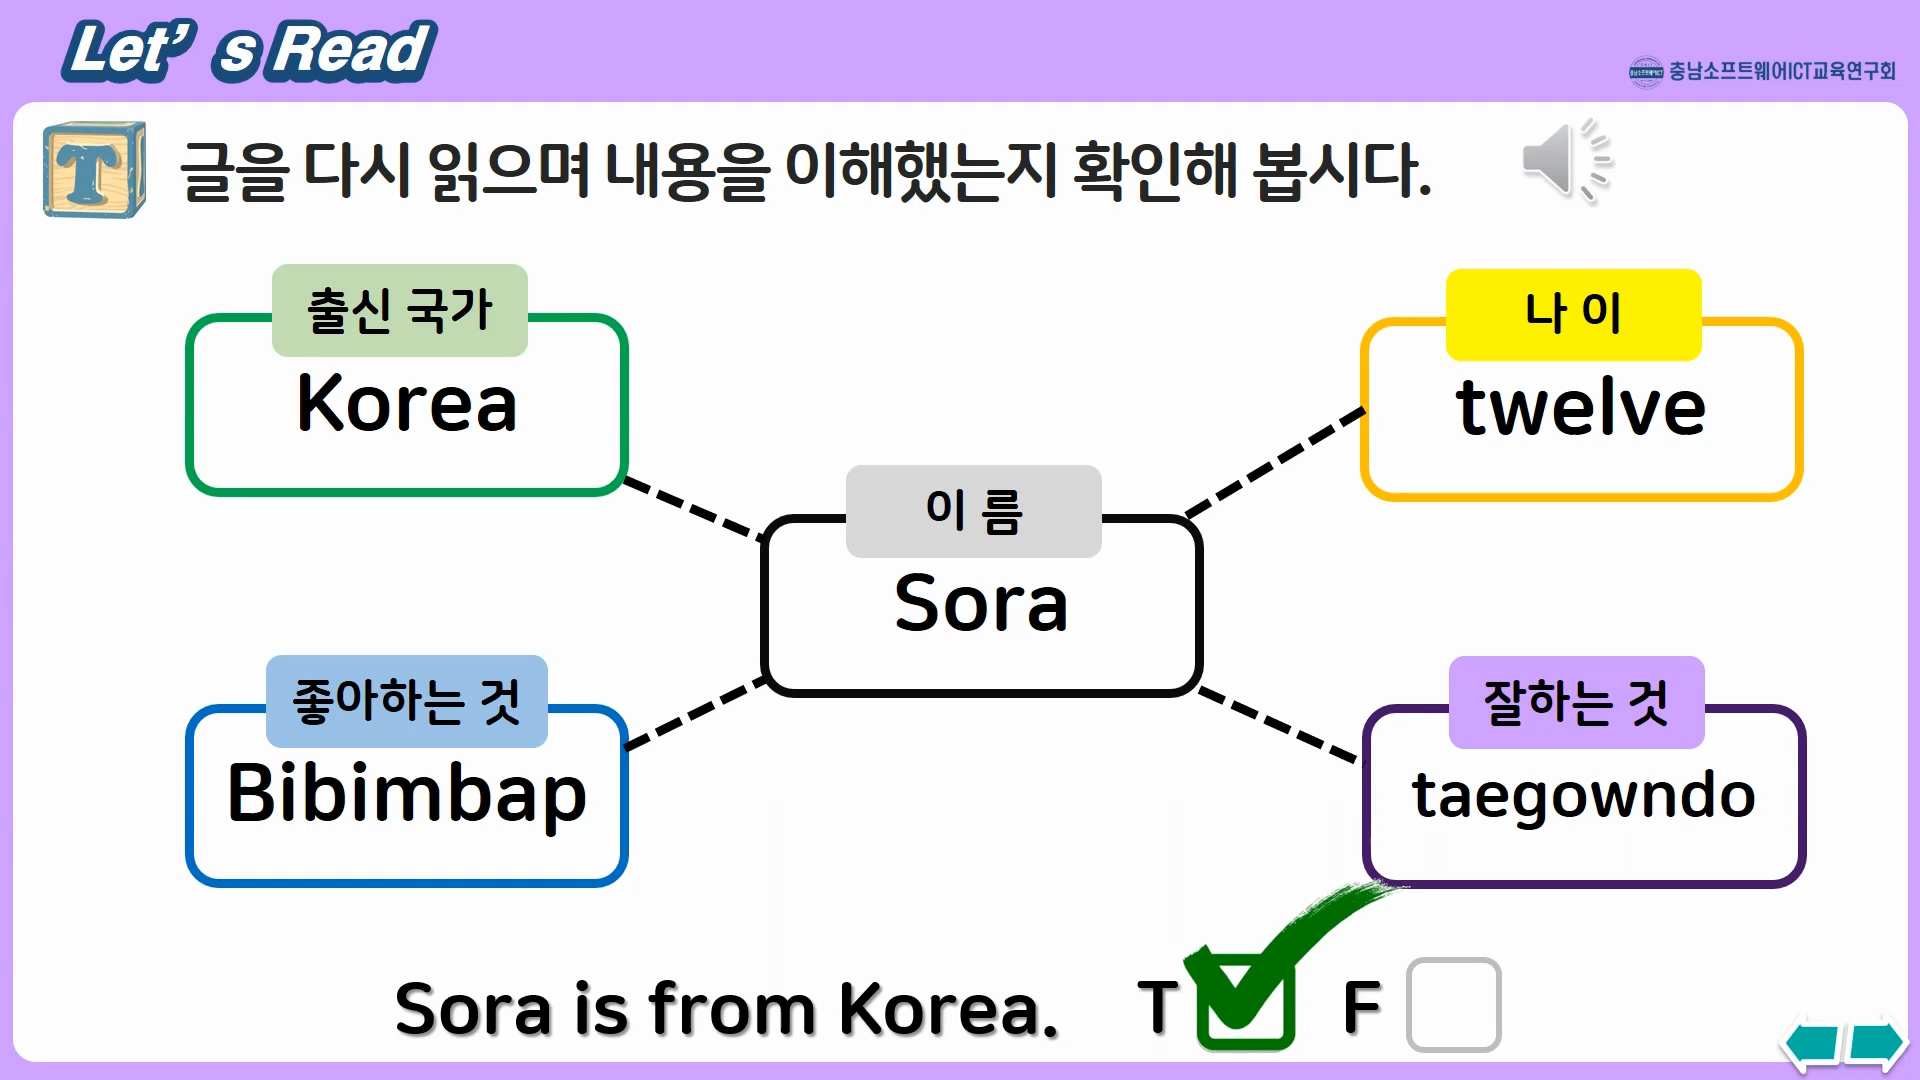 Let’s Read
충남소프트웨어ICT교육연구회
T
글을 다시 읽으며 내용을 이해했는지 확인해 봅시다.
출신 국가
Korea
나 이
twelve
이 름
Sora
좋아하는 것
Bibimbap
잘하는 것
taegowndo
Sora is from Korea. T F